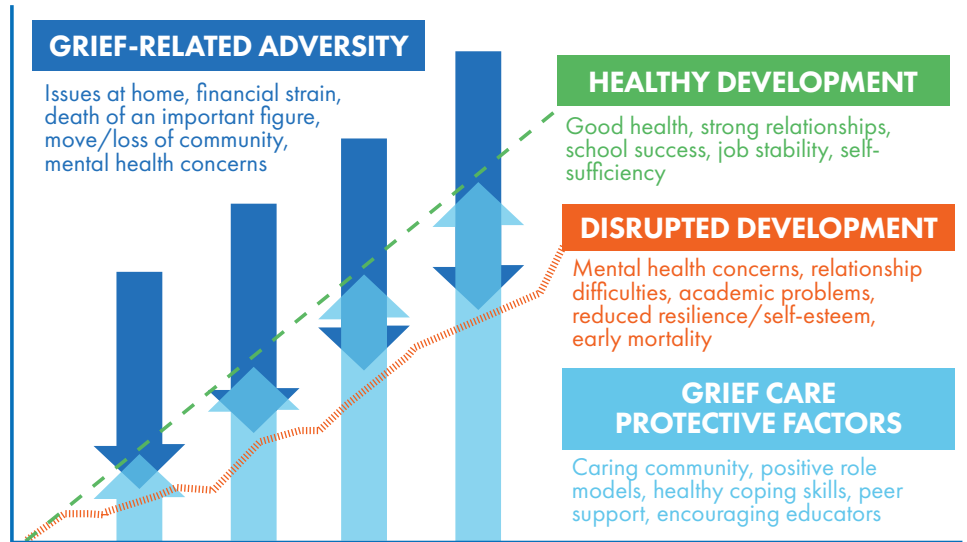 GRIEF-RELATED ADVERSITY
Issues at home, financial strain,
death of an important figure,
move/loss of community,
mental health concerns
HEALTHY DEVELOPMENT
Good health, strong relationships,
school success, job stability, self-
sufficiency
DISRUPTED DEVELOPMENT
Mental health concerns, relationship
difficulties, academic problems,
reduced resilience/self-esteem,
early mortality
GRIEF CARE
PROTECTIVE FACTORS
Caring community, positive role
models, healthy coping skills, peer
support, encouraging educators